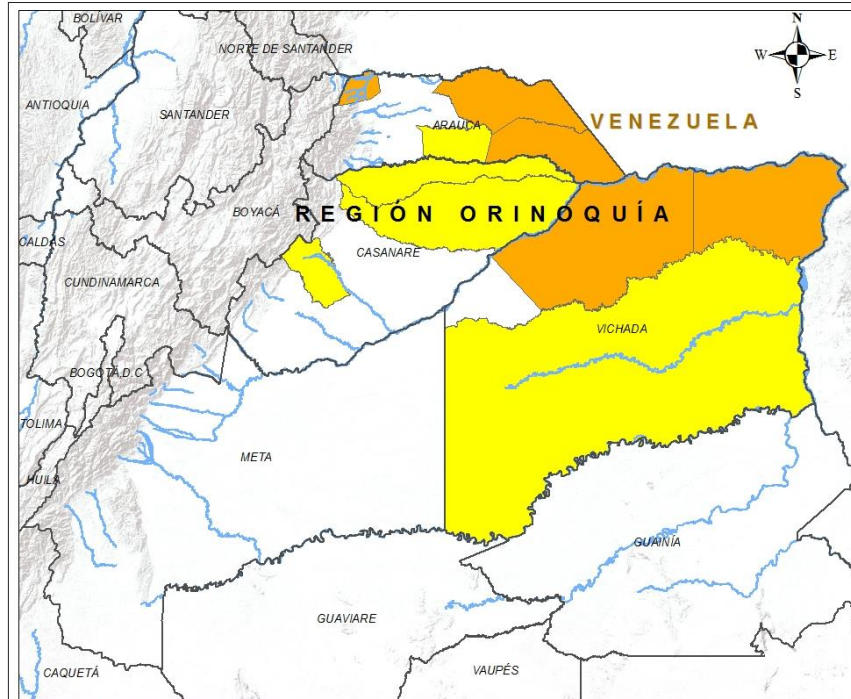 BOLÍVAR
N
NORTE DE SANTANDER
W E
S
ANTIOQUIA
SANTANDER
ARAUCA
VENEZUELA
BOYACÁ
REGIÓN ORINOQUÍA
CALDAS
CASANARE
CUNDINAMARCA
VICHADA
BOGOTÁ,D.C
TOLIMA
META
HUILA
GUAINÍA
GUAVIARE
CAQUETÁ
VAUPÉS